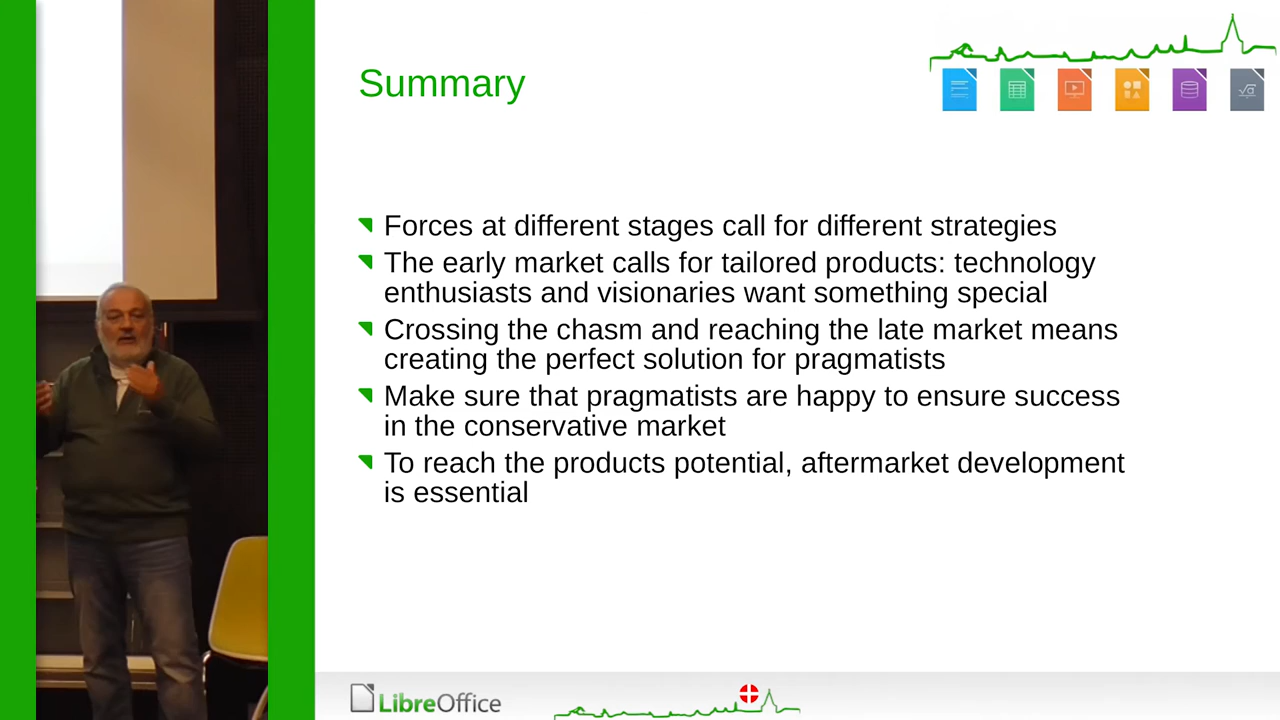 Summary
Forces at different stages call for different strategies
The early market calls for tailored products: technology
enthusiasts and visionaries want something special
Crossing the chasm and reaching the late market means
creating the perfect solution for pragmatists
Make sure that pragmatists are happy to ensure success
in the conservative market
To reach the products potential, aftermarket development
is essential
LibreOffice